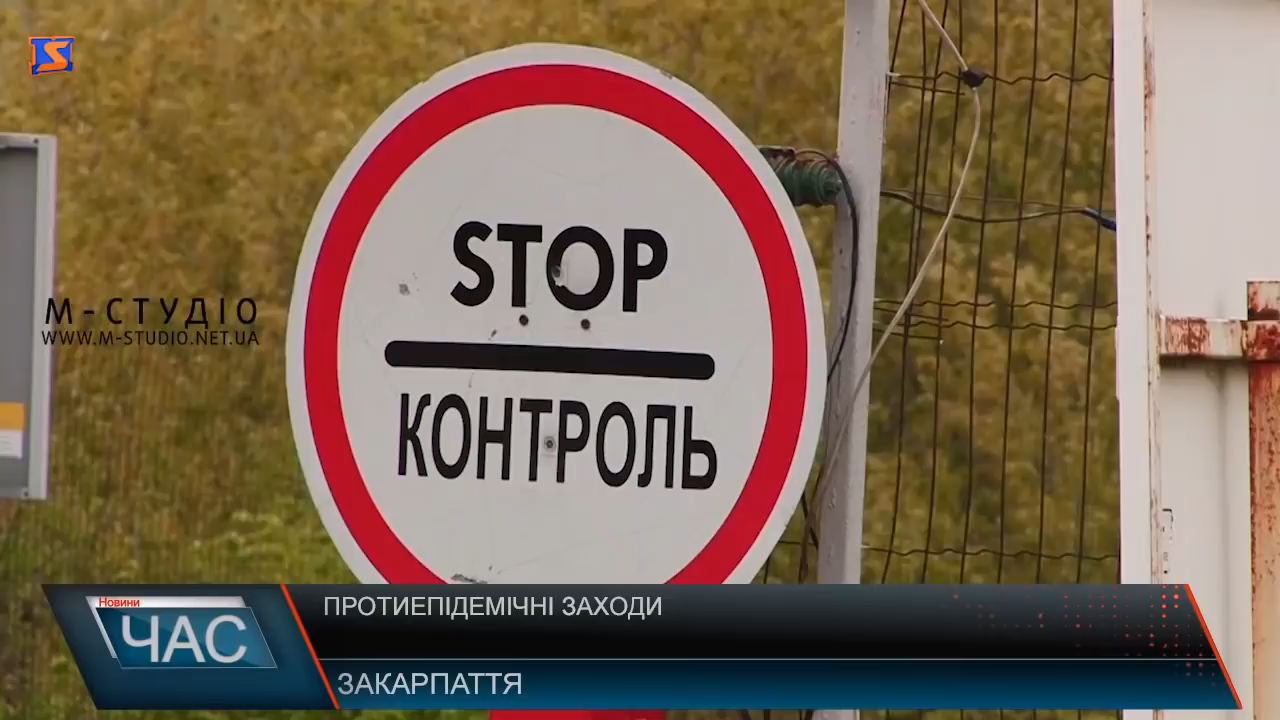 S
STOP
КОНТРОЛЬ
М-СТУДІО
WWW.M-STUDIO.NET.UA
Новини
ЧАС
ПРОТИЕПІДЕМІЧНІ ЗАХОДИ
ЗАКАРПАТТЯ